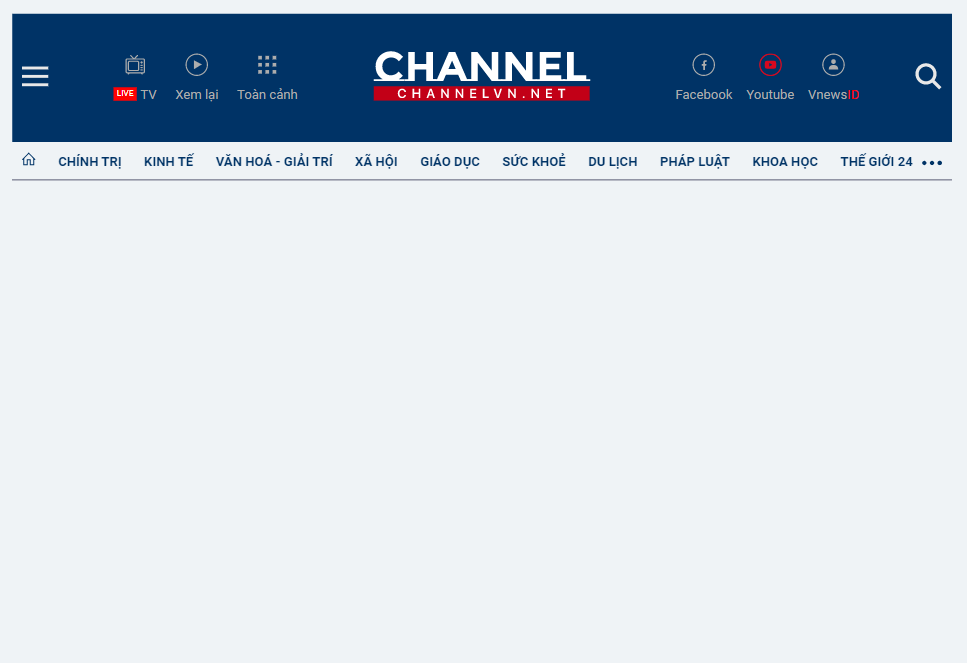 LIVE TV
Xem lại
Toàn cảnh
CHANNEL
CHANNELVN.NET
Facebook
Youtube
VnewsID
CHÍNH TRỊ
KINH TẾ
VĂN HOÁ - GIẢI TRÍ
XÃ HỘI
GIÁO DỤC
SỨC KHOẺ
DU LỊCH
PHÁP LUẬT
KHOA HỌC
THẾ GIỚI 24